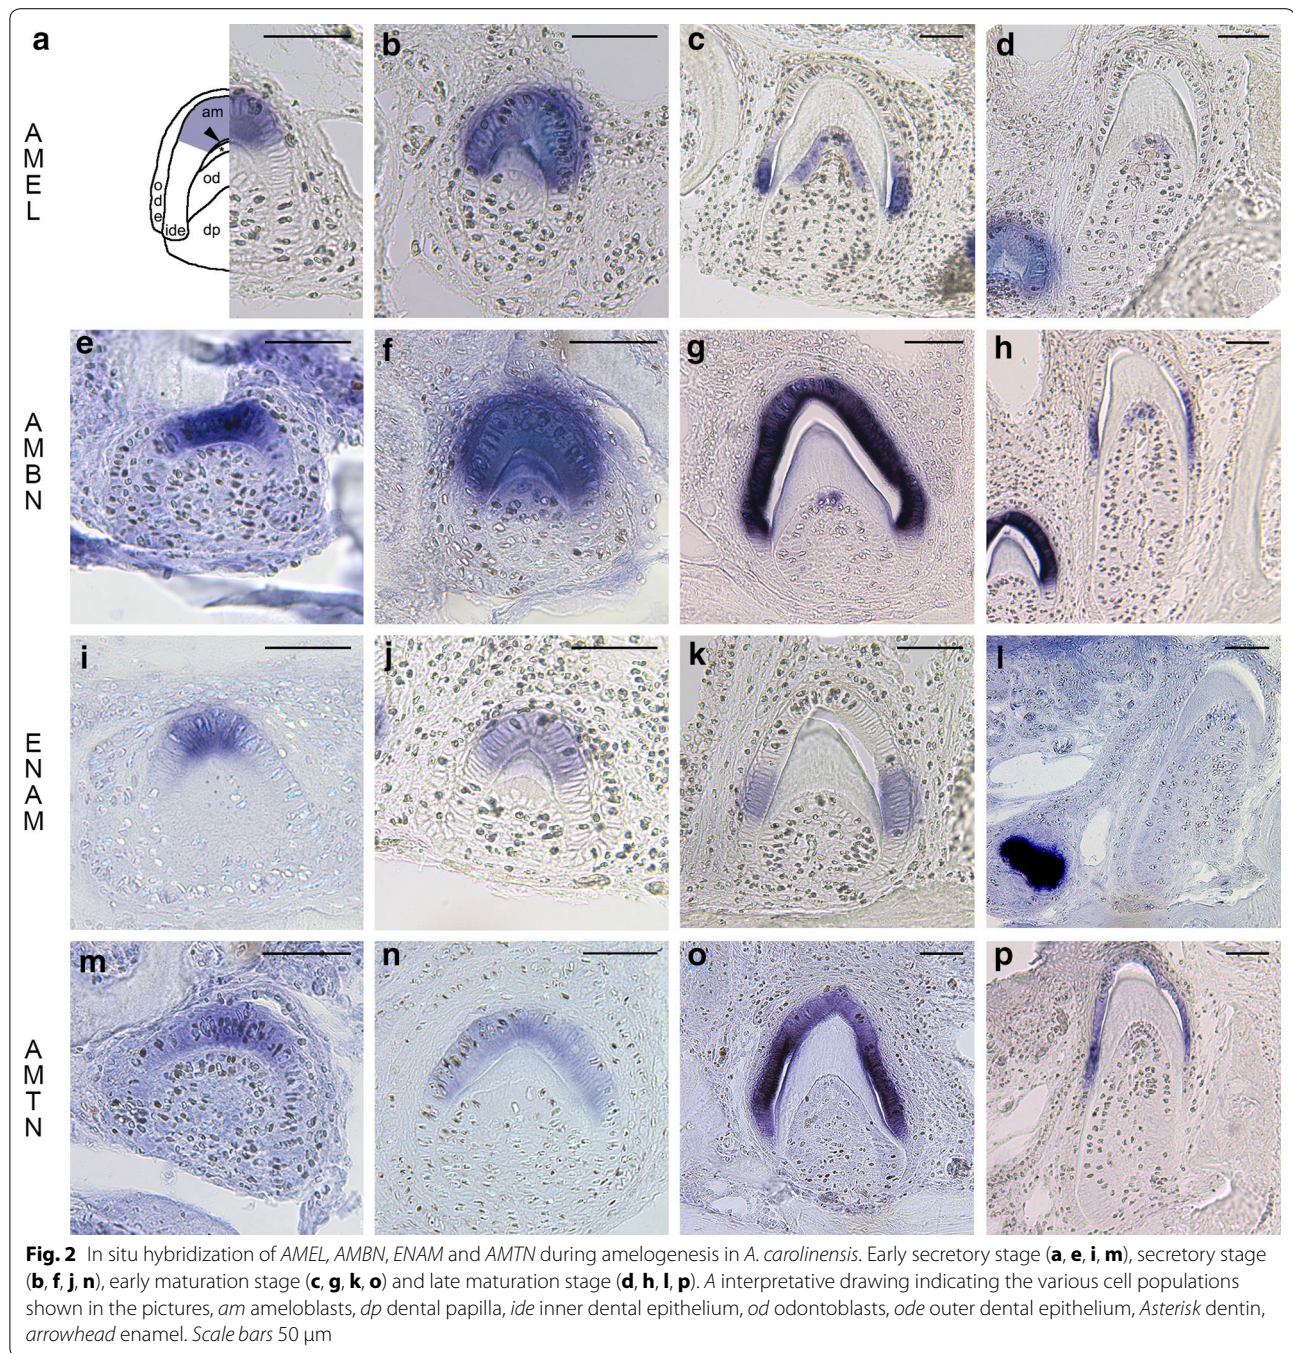 a
b
c
d
A
M
E
L
am
*
od
o
d
e
ide
dp
e
f
g
h
A
M
B
N
i
j
k
l
E
N
A
M
m
n
o
p
A
M
T
N
Fig. 2 In situ hybridization of AMEL, AMBN, ENAM and AMTN during amelogenesis in A. carolinensis. Early secretory stage (a, e, i, m), secretory stage
(b, f, j, n), early maturation stage (c, g, k, o) and late maturation stage (d, h, l, p). A interpretative drawing indicating the various cell populations
shown in the pictures, am ameloblasts, dp dental papilla, ide inner dental epithelium, od odontoblasts, ode outer dental epithelium, Asterisk dentin,
arrowhead enamel. Scale bars 50 μm